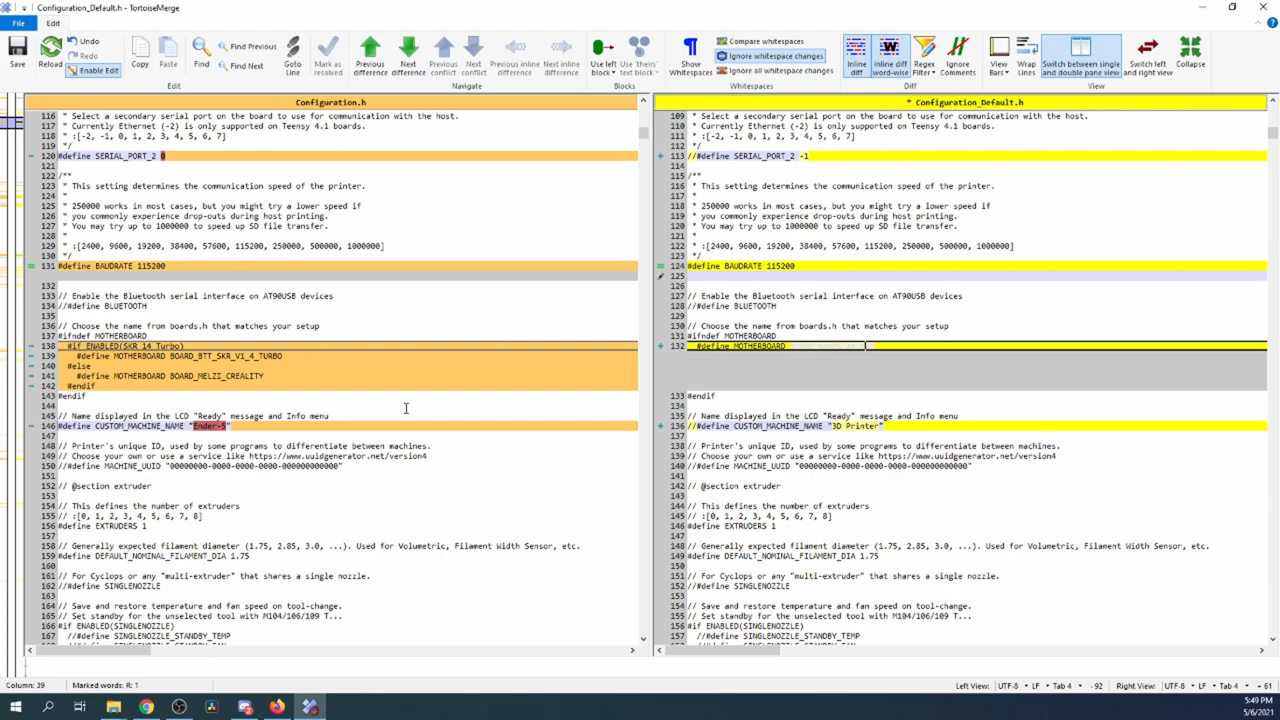 Configuration_Default.h - TortoiseMerge
File
Edit
Save
Reload
Undo
Redo
Enable Edit
Copy
Paste
Find
Find Previous
Find Next
Goto Line
Edit
Mark as resolved
Previous difference
Next difference
Previous conflict
Next conflict
Previous inline difference
Next inline difference
Navigate
Use left block
Use 'theirs' text block
Blocks
Show Whitespaces
Compare whitespaces
Ignore whitespace changes
Ignore all whitespace changes
Whitespaces
Inline diff
Inline diff word-wise
Regex Filter
Ignore Comments
Diff
View Bars
Wrap Lines
Switch between single and double pane view
Switch left and right view
Collapse
View
Configuration.h
116 * Select a secondary serial port on the board to use for communication with the host.
117 * Currently Ethernet (-2) is only supported on Teensy 4.1 boards.
118 * :[-2, -1, 0, 1, 2, 3, 4, 5, 6, 7]
119 */
120 #define SERIAL_PORT_2 0
121
122 /**
123 * This setting determines the communication speed of the printer.
124 *
125 * 250000 works in most cases, but you might try a lower speed if
126 * you commonly experience drop-outs during host printing.
127 * You may try up to 1000000 to speed up SD file transfer.
128 *
129 * :[2400, 9600, 19200, 38400, 57600, 115200, 250000, 500000, 1000000]
130 */
131 #define BAUDRATE 115200
132
133 // Enable the Bluetooth serial interface on AT90USB devices
134 //#define BLUETOOTH
135
136 // Choose the name from boards.h that matches your setup
137 #ifndef MOTHERBOARD
138 #if ENABLED(SKR_14_Turbo)
139 #define MOTHERBOARD BOARD_BTT_SKR_V1_4_TURBO
140 #else
141 #define MOTHERBOARD BOARD_MELZI_CREALITY
142 #endif
143 #endif
144
145 // Name displayed in the LCD "Ready" message and Info menu
146 #define CUSTOM_MACHINE_NAME "Ender-5"
147
148 // Printer's unique ID, used by some programs to differentiate between machines.
149 // Choose your own or use a service like https://www.uuidgenerator.net/version4
150 //#define MACHINE_UUID "00000000-0000-0000-0000-000000000000"
151
152 // @section extruder
153
154 // This defines the number of extruders
155 // :[0, 1, 2, 3, 4, 5, 6, 7, 8]
156 #define EXTRUDERS 1
157
158 // Generally expected filament diameter (1.75, 2.85, 3.0, ...). Used for Volumetric, Filament Width Sensor, etc.
159 #define DEFAULT_NOMINAL_FILAMENT_DIA 1.75
160
161 // For Cyclops or any "multi-extruder" that shares a single nozzle.
162 //#define SINGLENOZZLE
163
164 // Save and restore temperature and fan speed on tool-change.
165 // Set standby for the unselected tool with M104/106/109 T...
166 #if ENABLED(SINGLENOZZLE)
167 //#define SINGLENOZZLE_STANDBY_TEMP
* Configuration_Default.h
109 * Select a secondary serial port on the board to use for communication with the host.
110 * Currently Ethernet (-2) is only supported on Teensy 4.1 boards.
111 * :[-2, -1, 0, 1, 2, 3, 4, 5, 6, 7]
112 */
113 //#define SERIAL_PORT_2 -1
114
115 /**
116 * This setting determines the communication speed of the printer.
117 *
118 * 250000 works in most cases, but you might try a lower speed if
119 * you commonly experience drop-outs during host printing.
120 * You may try up to 1000000 to speed up SD file transfer.
121 *
122 * :[2400, 9600, 19200, 38400, 57600, 115200, 250000, 500000, 1000000]
123 */
124 #define BAUDRATE 115200
125
126
127 // Enable the Bluetooth serial interface on AT90USB devices
128 //#define BLUETOOTH
129
130 // Choose the name from boards.h that matches your setup
131 #ifndef MOTHERBOARD
132 #define MOTHERBOARD
133 #endif
134
135 // Name displayed in the LCD "Ready" message and Info menu
136 //#define CUSTOM_MACHINE_NAME "3D Printer"
137
138 // Printer's unique ID, used by some programs to differentiate between machines.
139 // Choose your own or use a service like https://www.uuidgenerator.net/version4
140 //#define MACHINE_UUID "00000000-0000-0000-0000-000000000000"
141
142 // @section extruder
143
144 // This defines the number of extruders
145 // :[0, 1, 2, 3, 4, 5, 6, 7, 8]
146 #define EXTRUDERS 1
147
148 // Generally expected filament diameter (1.75, 2.85, 3.0, ...). Used for Volumetric, Filament Width Sensor, etc.
149 #define DEFAULT_NOMINAL_FILAMENT_DIA 1.75
150
151 // For Cyclops or any "multi-extruder" that shares a single nozzle.
152 //#define SINGLENOZZLE
153
154 // Save and restore temperature and fan speed on tool-change.
155 // Set standby for the unselected tool with M104/106/109 T...
156 #if ENABLED(SINGLENOZZLE)
157 //#define SINGLENOZZLE_STANDBY_TEMP
Column: 39
Marked words: R: 1
Left View: UTF-8 LF Tab 4 - 92
Right View: UTF-8 LF Tab 4 + 61
5:49 PM
5/6/2021